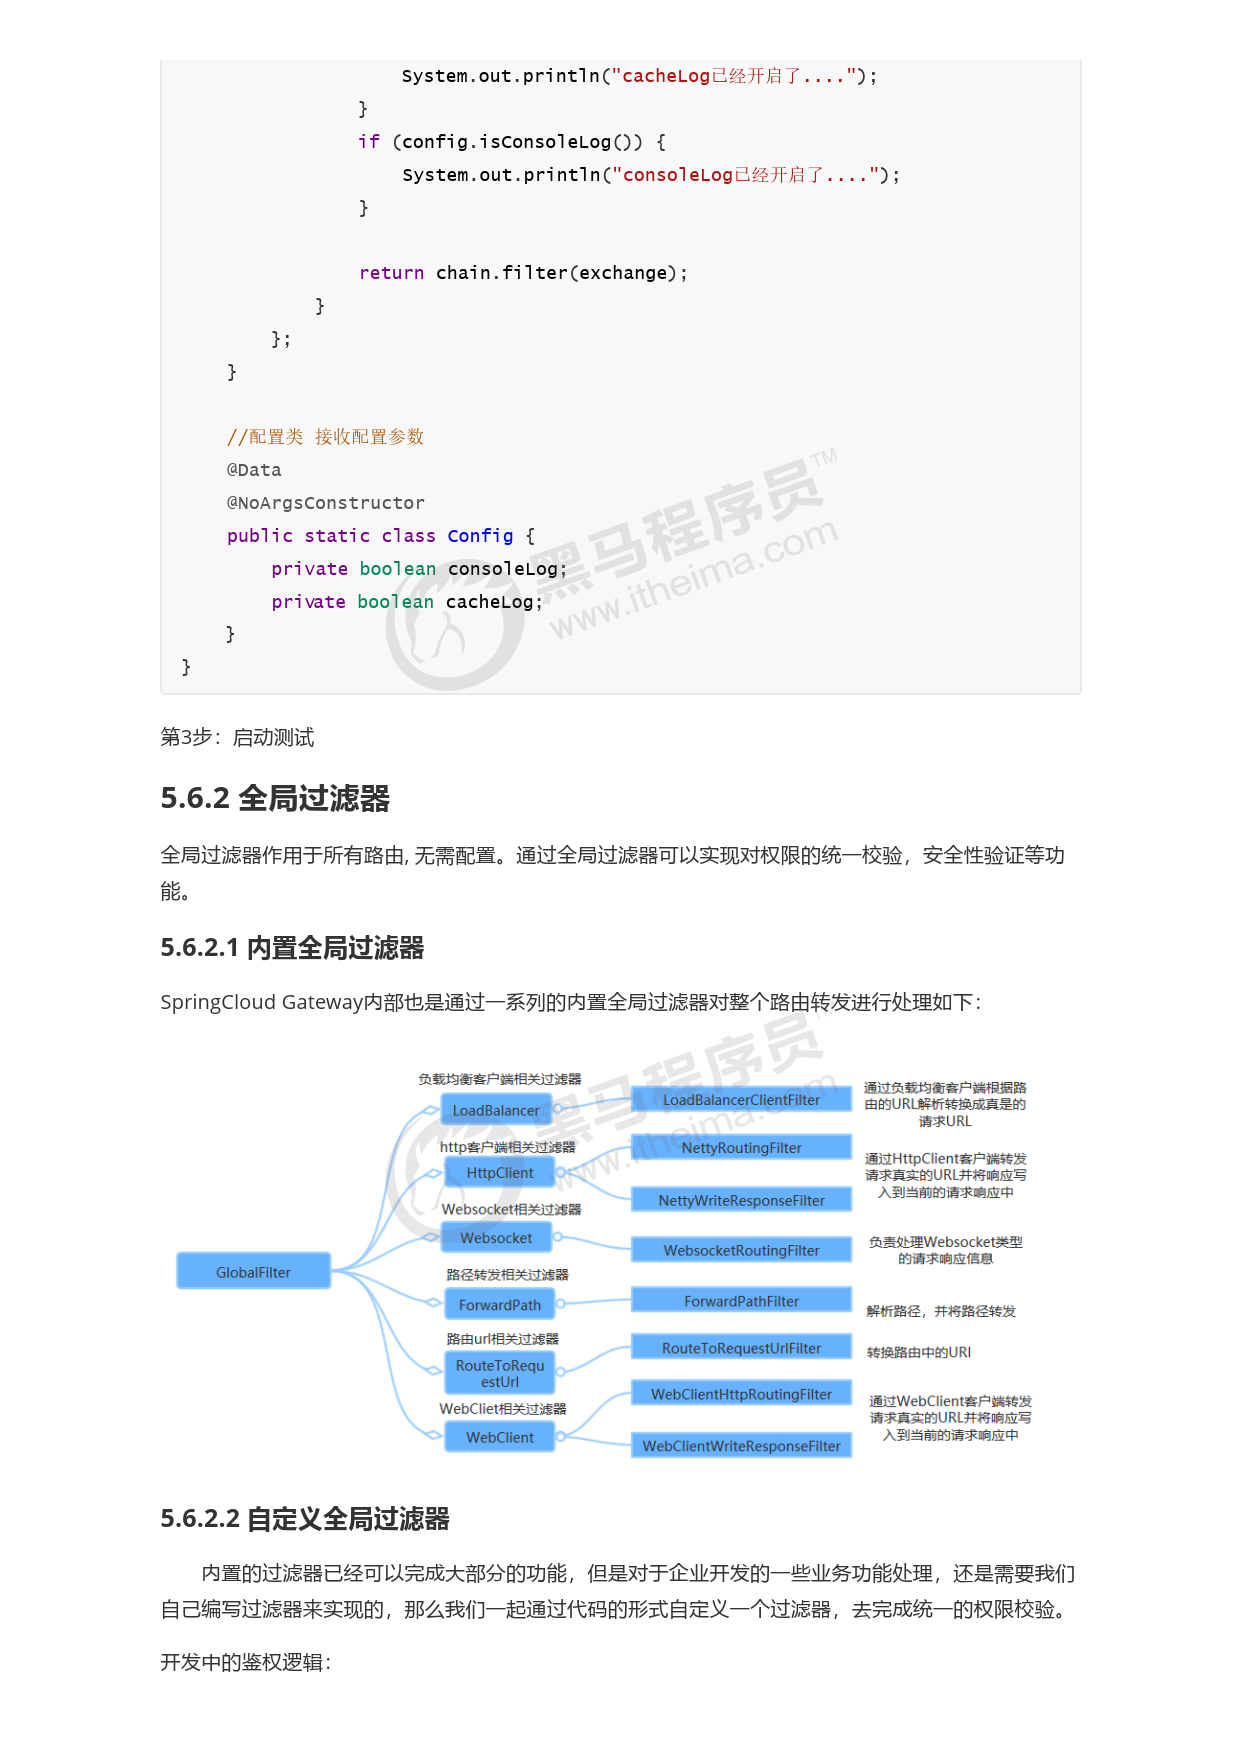 System.out.println("cacheLog已经开启了....");
}
if (config.isConsoleLog()) {
System.out.println("consoleLog已经开启了....");
}
return chain.filter(exchange);
}
};
}
//配置类 接收配置参数
@Data
@NoArgsConstructor
public static class Config {
private boolean consoleLog;
private boolean cacheLog;
}
}
黑马程序员™
www.itheima.com
第3步：启动测试
5.6.2 全局过滤器
全局过滤器作用于所有路由, 无需配置。通过全局过滤器可以实现对权限的统一校验，安全性验证等功
能。
5.6.2.1 内置全局过滤器
SpringCloud Gateway内部也是通过一系列的内置全局过滤器对整个路由转发进行处理如下：
黑马程序员™
www.itheima.com
GlobalFilter
负载均衡客户端相关过滤器
LoadBalancer
LoadBalancerClientFilter
通过负载均衡客户端根据路
由的URL解析转换成真是的
请求URL
http客户端相关过滤器
HttpClient
NettyRoutingFilter
NettyWriteResponseFilter
通过HttpClient客户端转发
请求真实的URL并将响应写
入到当前的请求响应中
Websocket相关过滤器
Websocket
WebsocketRoutingFilter
负责处理Websocket类型
的请求响应信息
路径转发相关过滤器
ForwardPath
ForwardPathFilter
解析路径，并将路径转发
路由url相关过滤器
RouteToRequ
estUrl
RouteToRequestUrlFilter
转换路由中的URI
WebCliet相关过滤器
WebClient
WebClientHttpRoutingFilter
WebClientWriteResponseFilter
通过WebClient客户端转发
请求真实的URL并将响应写
入到当前的请求响应中
5.6.2.2 自定义全局过滤器
内置的过滤器已经可以完成大部分的功能，但是对于企业开发的一些业务功能处理，还是需要我们
自己编写过滤器来实现的，那么我们一起通过代码的形式自定义一个过滤器，去完成统一的权限校验。
开发中的鉴权逻辑：